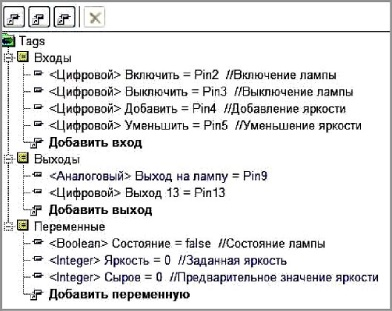 Tags
Входы
<Цифровой> Включить = Pin2 //Включение лампы
<Цифровой> Выключить = Pin3 //Выключение лампы
<Цифровой> Добавить = Pin4 //Добавление яркости
<Цифровой> Уменьшить = Pin5 //Уменьшение яркости
Добавить вход
Выходы
<Аналоговый> Выход на лампу = Pin9
<Цифровой> Выход 13 = Pin13
Добавить выход
Переменные
<Boolean> Состояние = false //Состояние лампы
<Integer> Яркость = 0 //Заданная яркость
<Integer> Сырое = 0 //Предварительное значение яркости
Добавить переменную